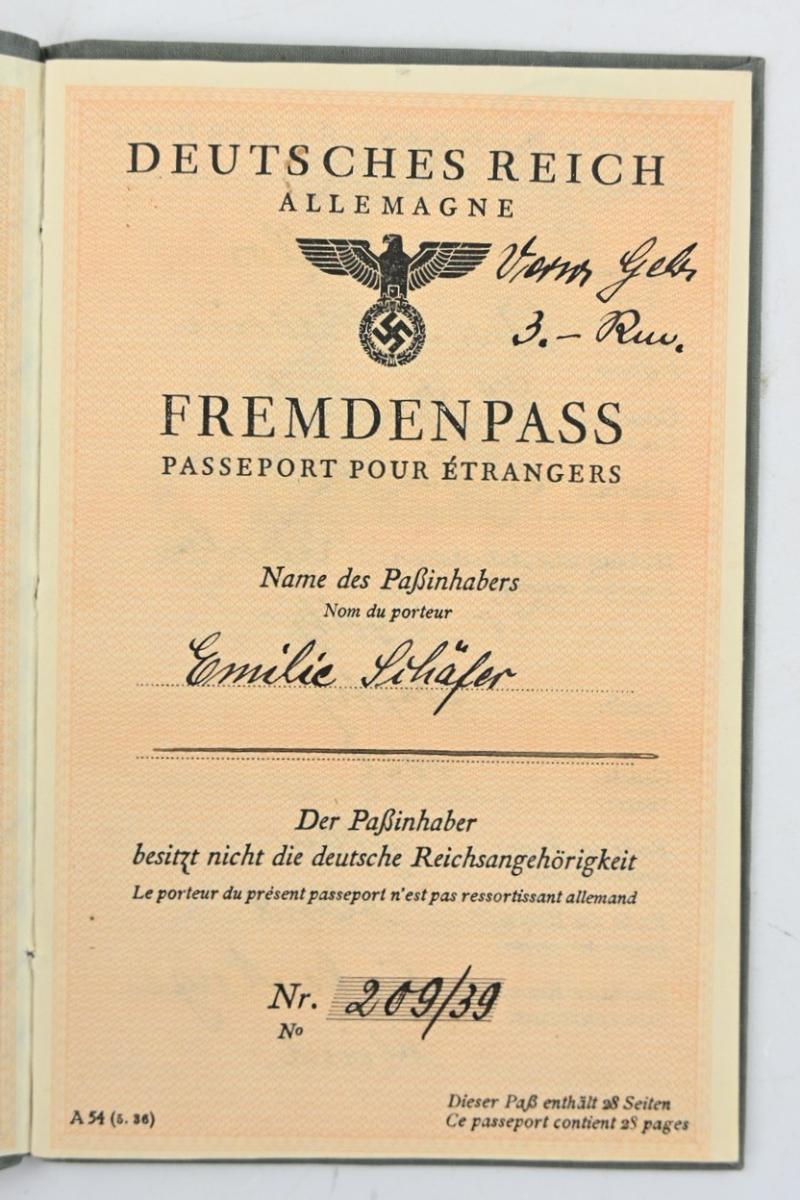 DEUTSCHES REICH
ALLEMAGNE
3.– Rm.
FREMDENPASS
PASSEPORT POUR ÉTRANGERS
Name des Paßinhabers
Nom du porteur
Emilie Schäfer
Der Paßinhaber
besitzt nicht die deutsche Reichsangehörigkeit
Le porteur du présent passeport n'est pas ressortissant allemand
Nr. 209/39
No
A 54 (5. 36)
Dieser Paß enthält 28 Seiten
Ce passeport contient 28 pages